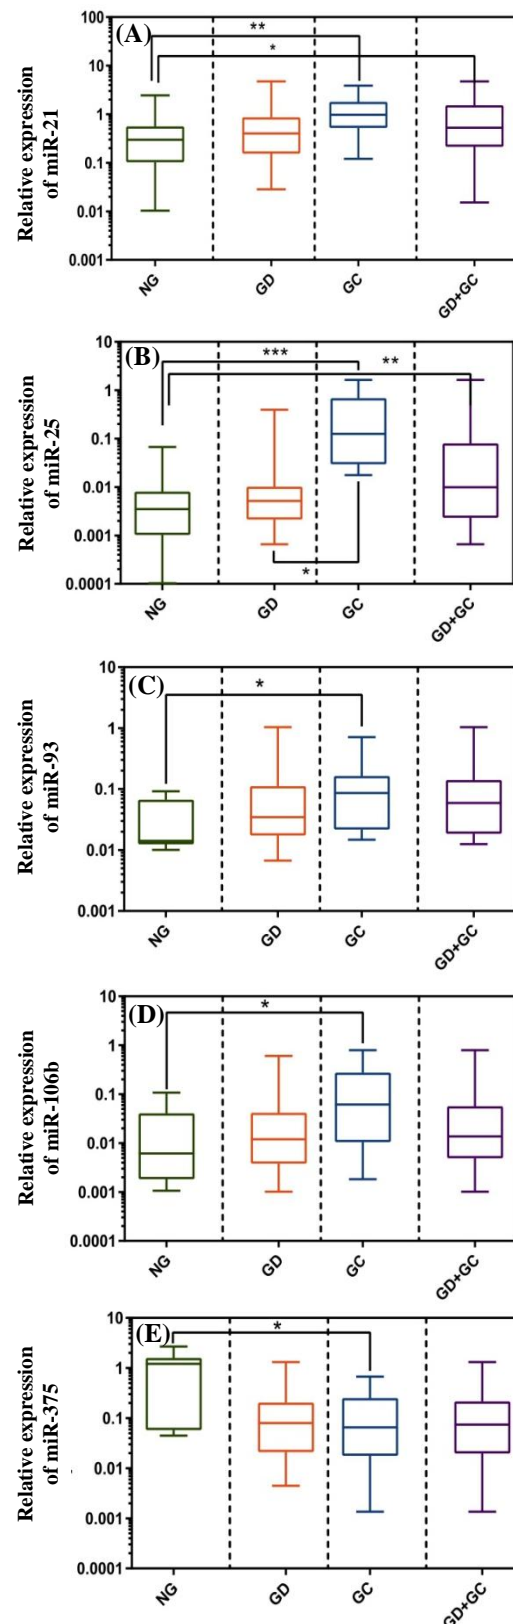 (A)
**
*
Relative expression
of miR-21
100
10
1
0.1
0.01
0.001
NG
GD
GC
GD+GC
(B)
***
**
*
Relative expression
of miR-25
10
1
0.1
0.01
0.001
0.0001
NG
GD
GC
GD+GC
(C)
*
Relative expression
of miR-93
10
1
0.1
0.01
0.001
NG
GD
GC
GD+GC
(D)
*
Relative expression
of miR-106b
10
1
0.1
0.01
0.001
0.0001
NG
GD
GC
GD+GC
(E)
*
Relative expression
of miR-375
10
1
0.1
0.01
0.001
0.0001
NG
GD
GC
GD+GC